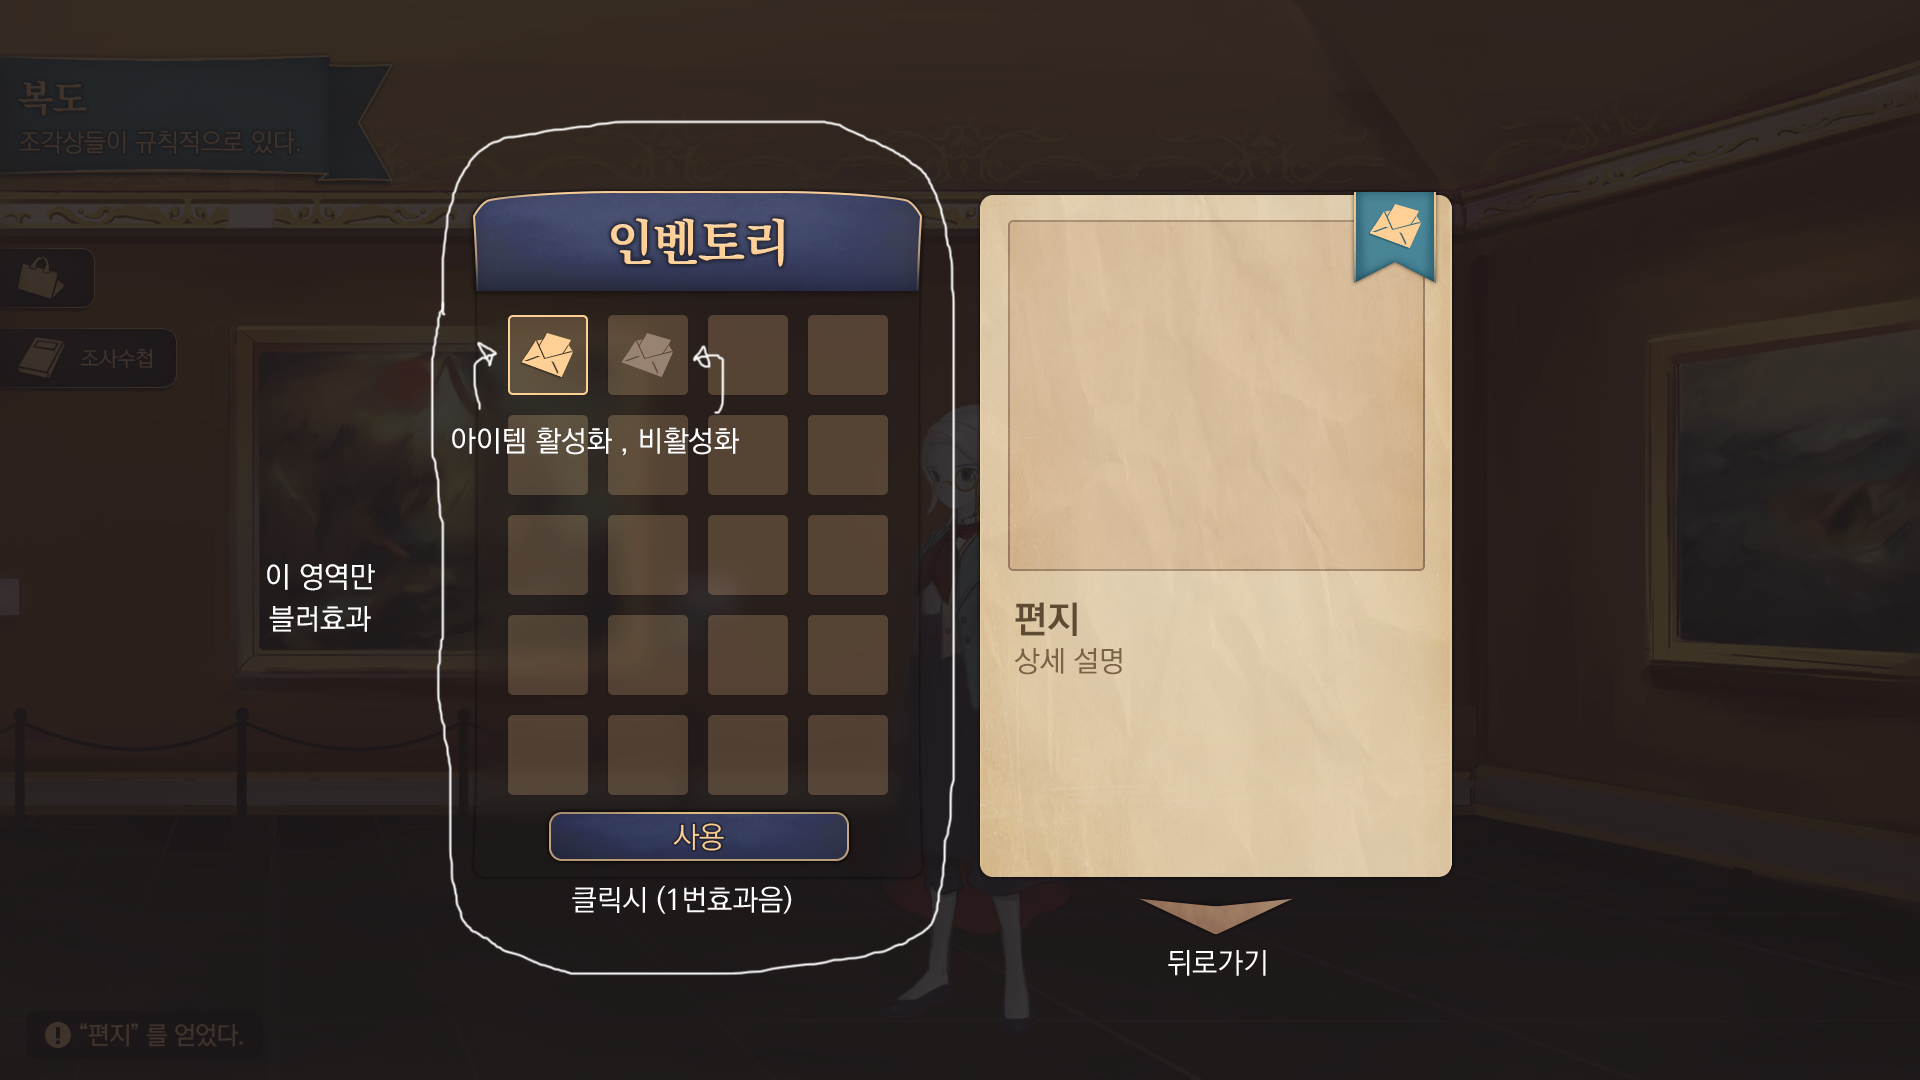 복도
조각상들이 규칙적으로 있다.
인벤토리
조사수첩
아이템 활성화 , 비활성화
이 영역만
블러효과
편지
상세 설명
사용
클릭시 (1번효과음)
뒤로가기
“편지” 를 얻었다.